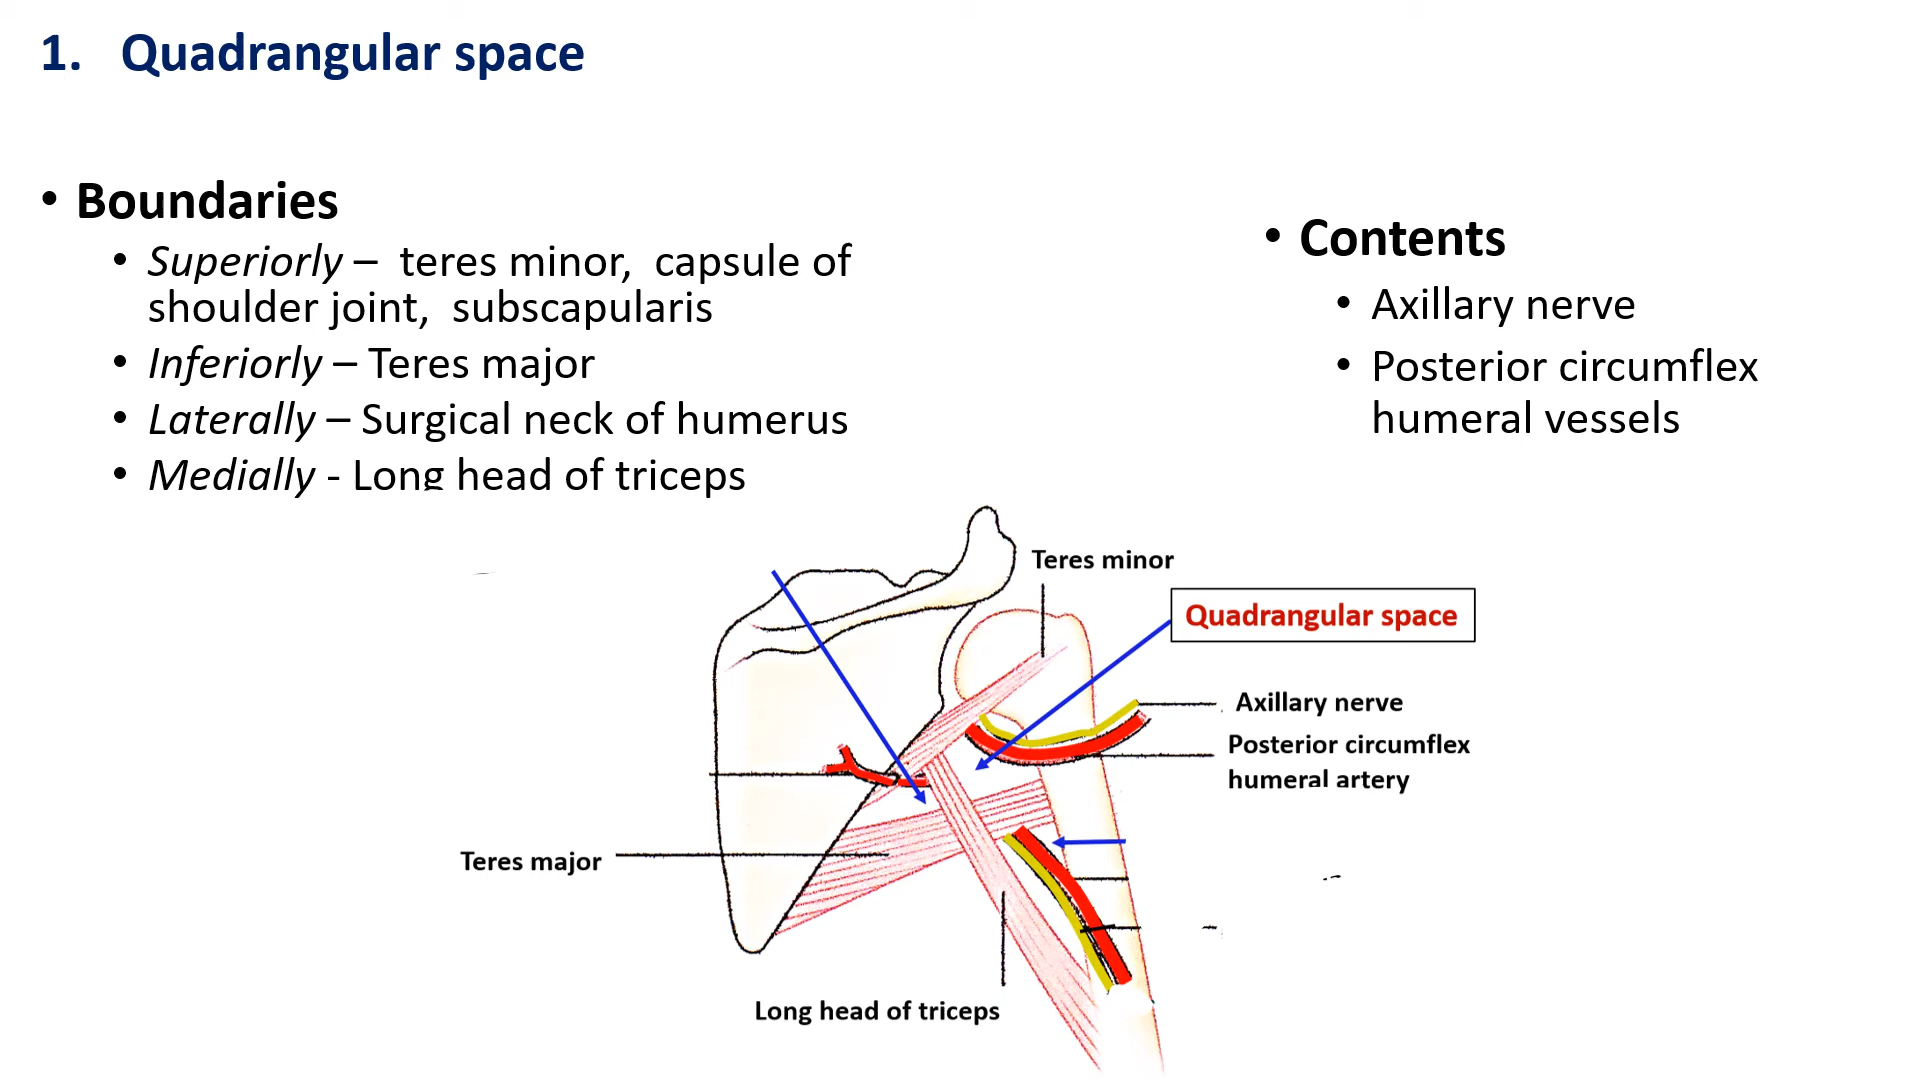 1. Quadrangular space
• Boundaries
• Superiorly – teres minor, capsule of
shoulder joint, subscapularis
• Inferiorly – Teres major
• Laterally – Surgical neck of humerus
• Medially - Long head of triceps
• Contents
• Axillary nerve
• Posterior circumflex
humeral vessels
Teres minor
Quadrangular space
Axillary nerve
Posterior circumflex
humeral artery
Teres major
Long head of triceps